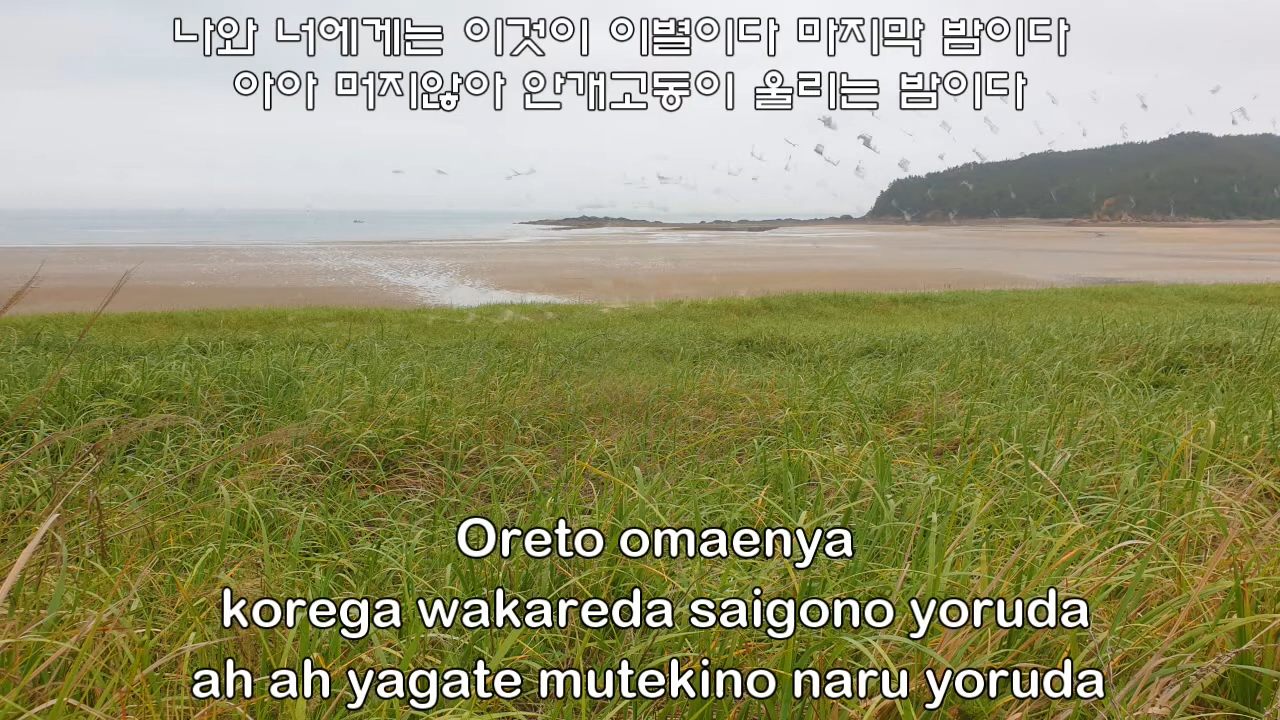 나와 너에게는 이것이 이별이다 마지막 밤이다
아아 머지않아 안개고동이 울리는 밤이다
Oreto omaenya
korega wakareda saigono yoruda
ah ah yagate mutekino naru yoruda